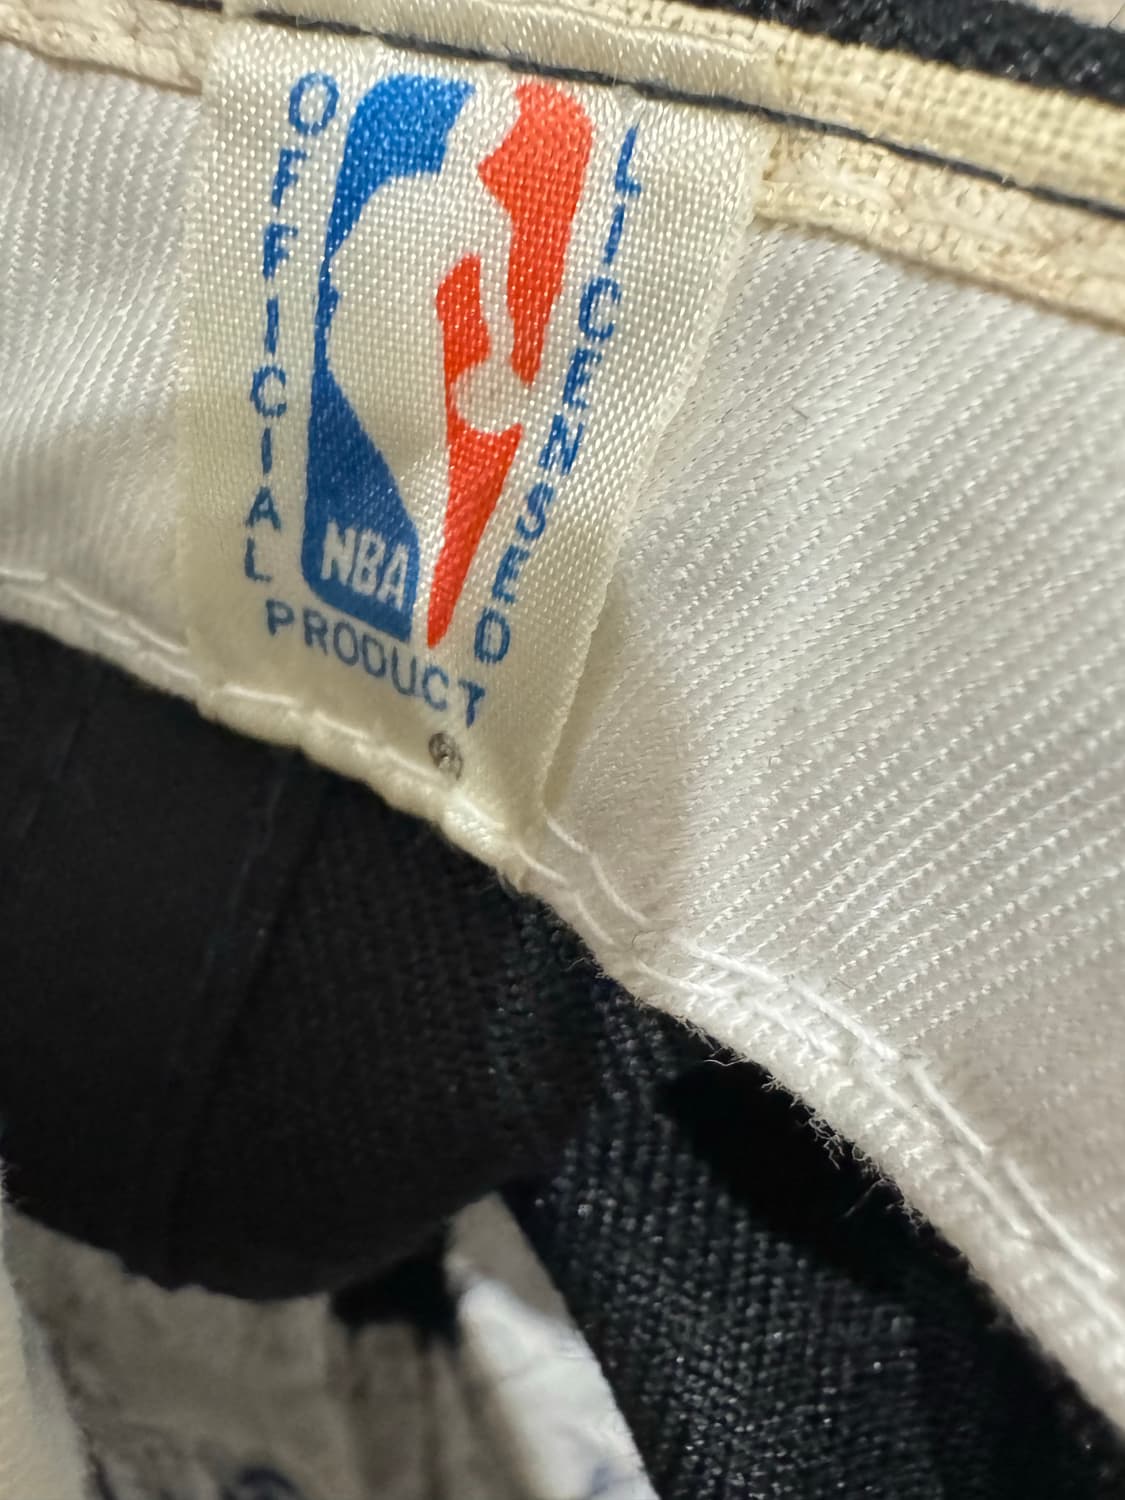 OFFICIAL
LICENSED
NBA
PRODUCT
®